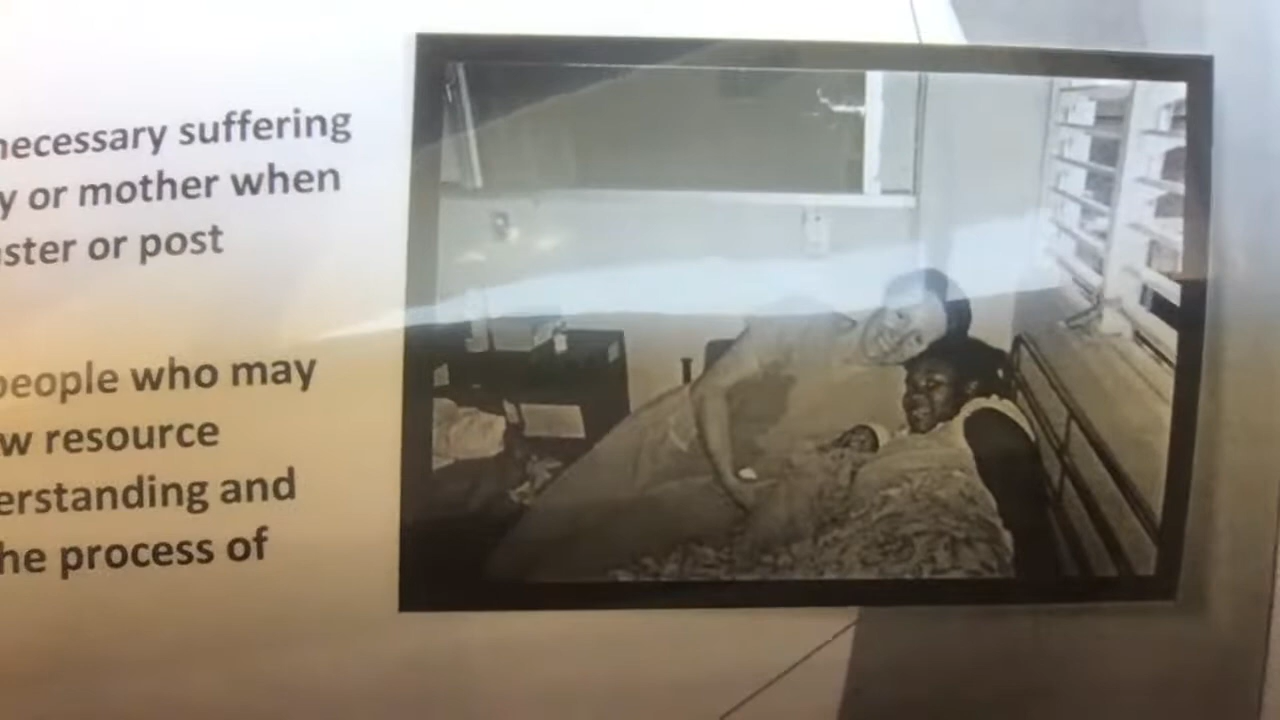 necessary suffering
y or mother when
ster or post
people who may
w resource
erstanding and
he process of